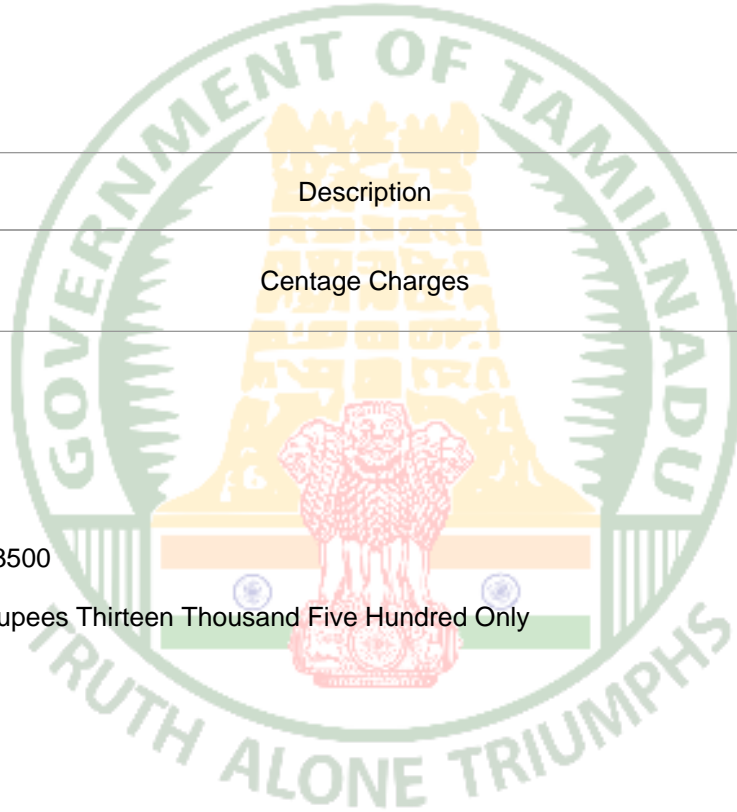 GOVERNMENT OF TAMILNADU
Description
Centage Charges
3500
upees Thirteen Thousand Five Hundred Only
TRUTH ALONE TRIUMPHS